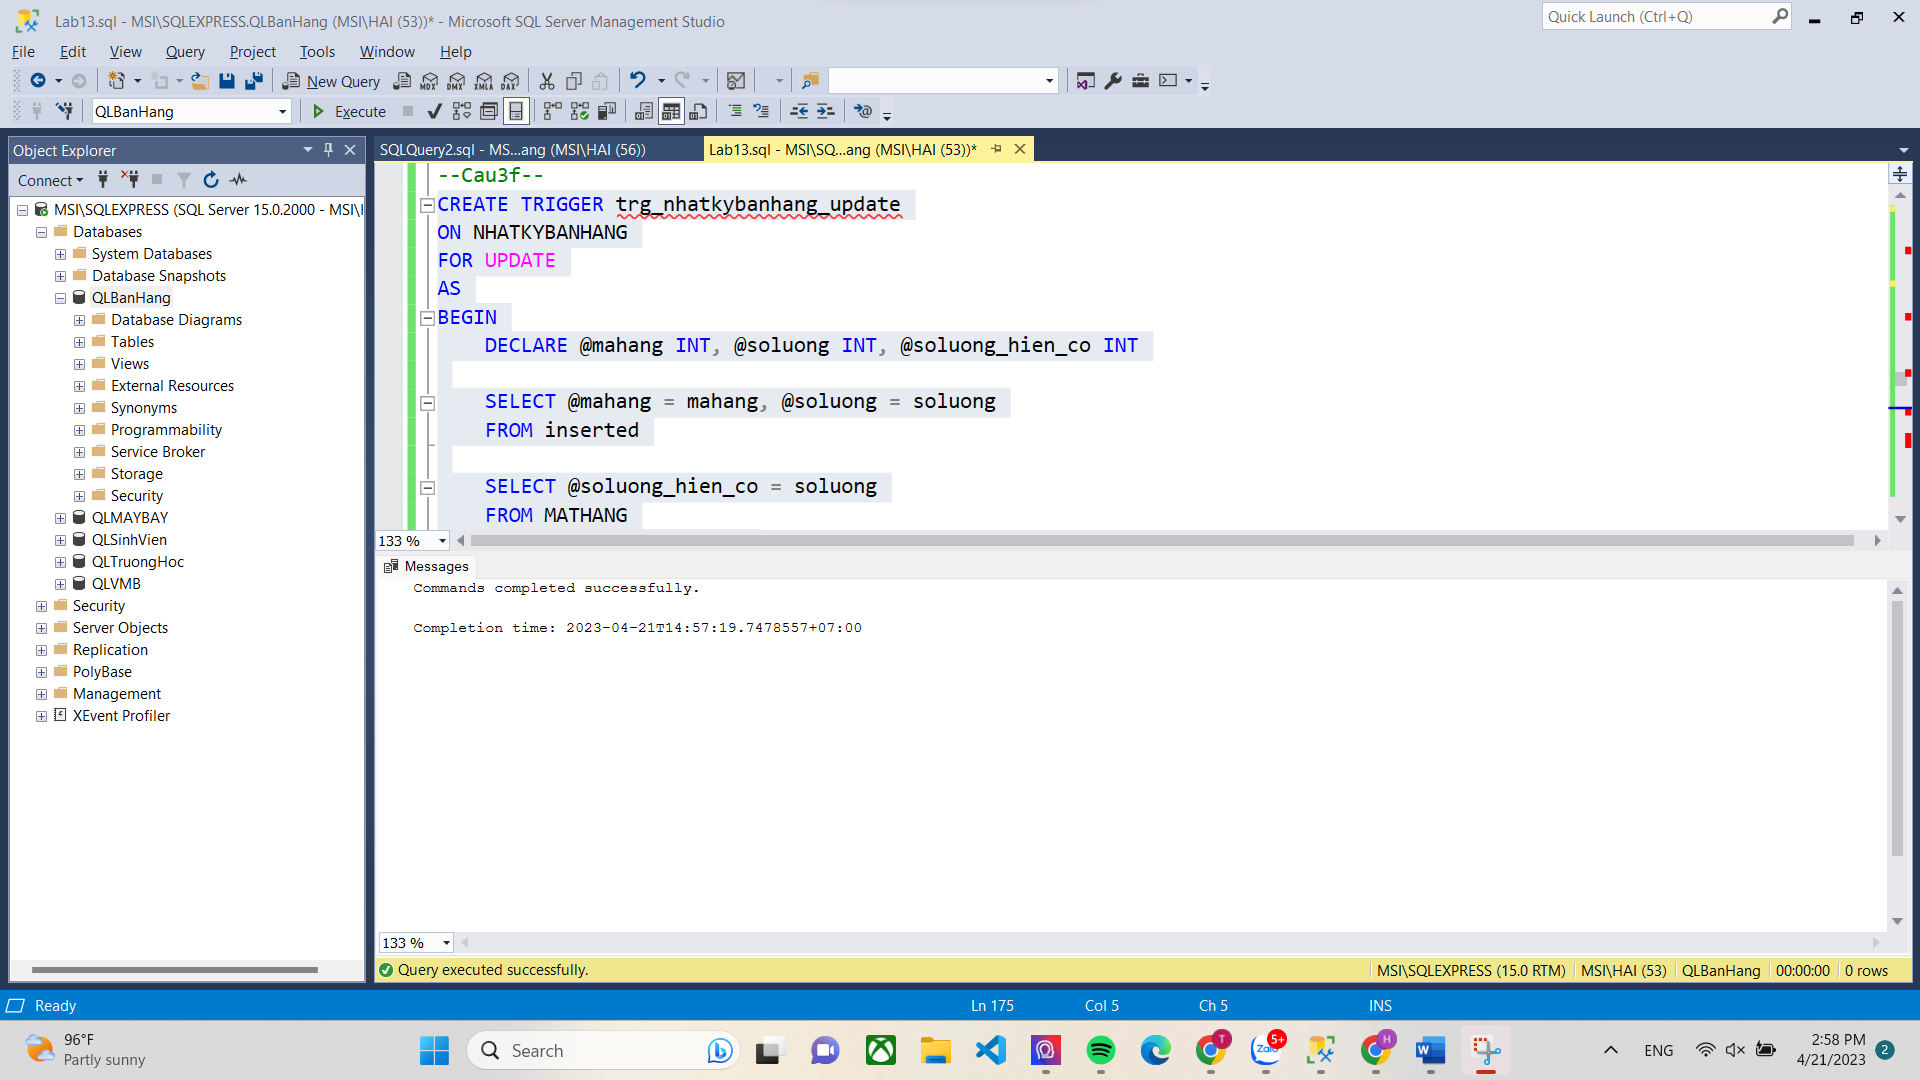 Lab13.sql - MSI\SQLEXPRESS.QLBanHang (MSI\HAI (53))* - Microsoft SQL Server Management Studio
Quick Launch (Ctrl+Q)
File Edit View Query Project Tools Window Help
New Query
MDX DMX XMLA DAX
QLBanHang
Execute
Object Explorer
SQLQuery2.sql - MS...ang (MSI\HAI (56))
Lab13.sql - MSI\SQ...ang (MSI\HAI (53))*
Connect
MSI\SQLEXPRESS (SQL Server 15.0.2000 - MSI\
Databases
System Databases
Database Snapshots
QLBanHang
Database Diagrams
Tables
Views
External Resources
Synonyms
Programmability
Service Broker
Storage
Security
QLMAYBAY
QLSinhVien
QLTruongHoc
QLVMB
Security
Server Objects
Replication
PolyBase
Management
XEvent Profiler
--Cau3f--
CREATE TRIGGER trg_nhatkybanhang_update
ON NHATKYBANHANG
FOR UPDATE
AS
BEGIN
DECLARE @mahang INT, @soluong INT, @soluong_hien_co INT
SELECT @mahang = mahang, @soluong = soluong
FROM inserted
SELECT @soluong_hien_co = soluong
FROM MATHANG
133 %
Messages
Commands completed successfully.
Completion time: 2023-04-21T14:57:19.7478557+07:00
133 %
Query executed successfully.
MSI\SQLEXPRESS (15.0 RTM)
MSI\HAI (53)
QLBanHang
00:00:00
0 rows
Ready
Ln 175
Col 5
Ch 5
INS
96°F
Partly sunny
Search
T
5+
Zalo
H
ENG
2:58 PM
4/21/2023
2